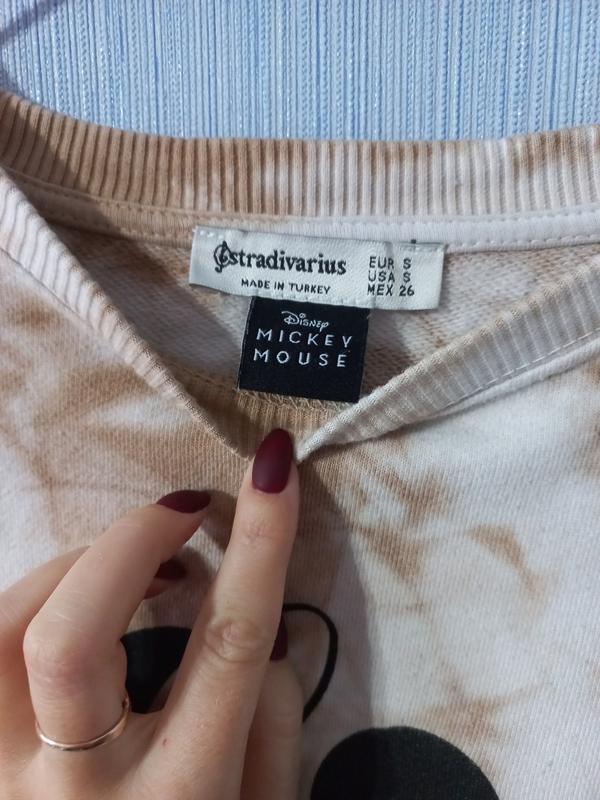 stradivarius
MADE IN TURKEY
EUR S
USA S
MEX 26
Disney
MICKEY
MOUSE